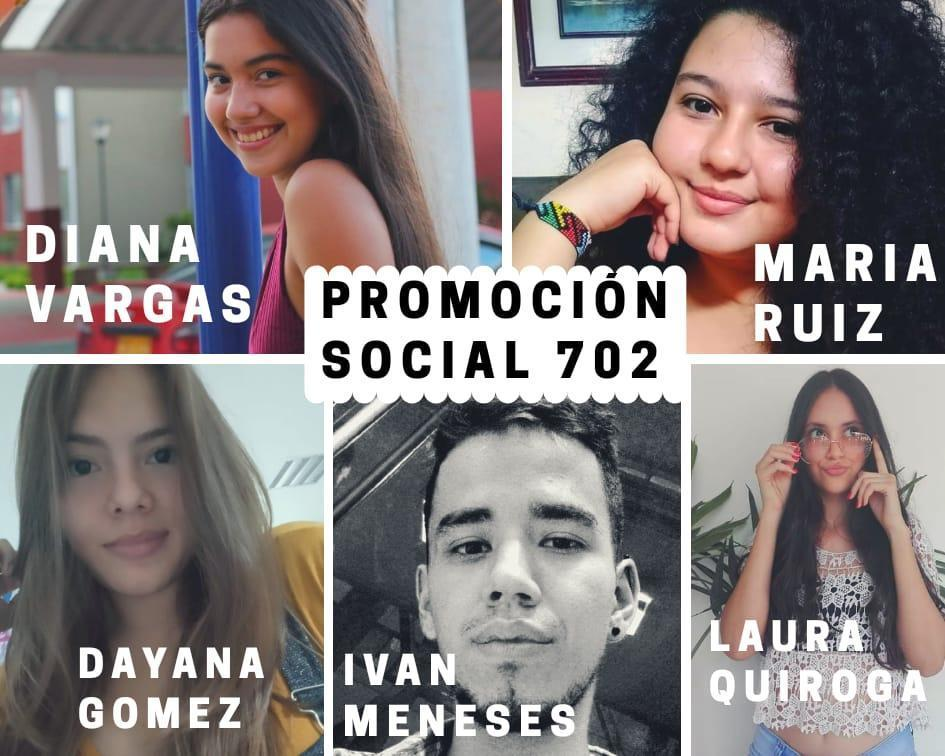 DIANA
VARGAS
MARIA
RUIZ
PROMOCIÓN
SOCIAL 702
DAYANA
GOMEZ
IVAN
MENESES
LAURA
QUIROGA